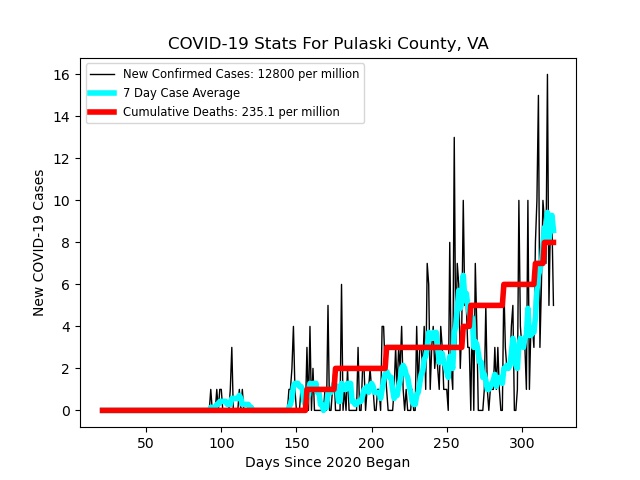 COVID-19 Stats For Pulaski County, VA
New Confirmed Cases: 12800 per million
7 Day Case Average
Cumulative Deaths: 235.1 per million
New COVID-19 Cases
16
14
12
10
8
6
4
2
0
50 100 150 200 250 300
Days Since 2020 Began